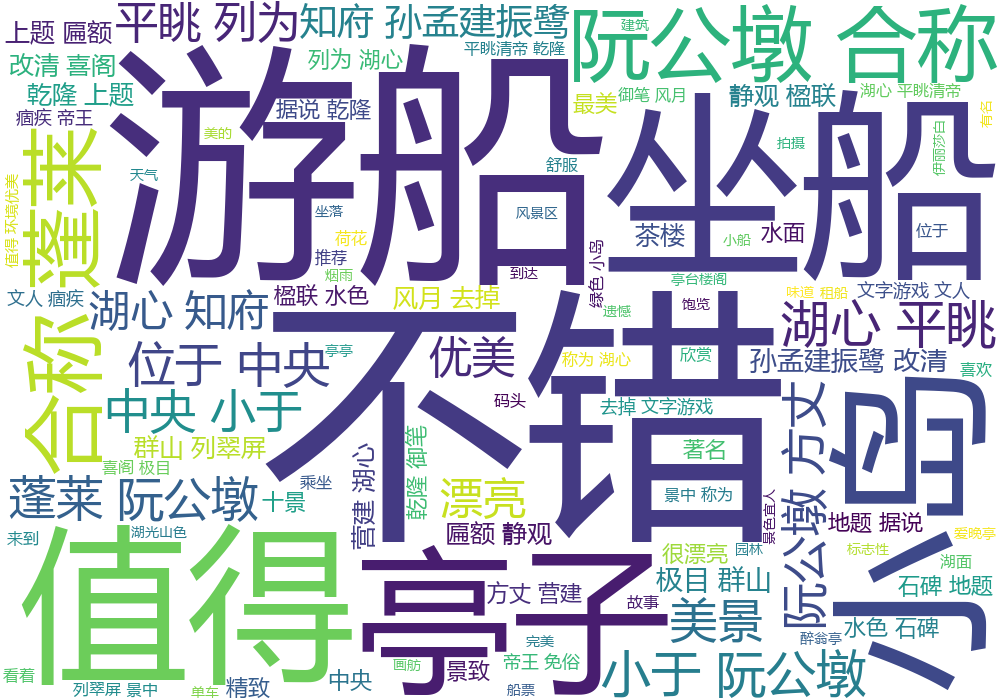 上题 匾额
平眺 列为
知府 孙孟建振鹭
建筑
阮公墩 合称
改清 喜阁
列为 湖心
平眺清帝 乾隆
乾隆 上题
据说 乾隆
御笔 风月
最美
静观 楹联
湖心 平眺清帝
有名
痼疾 帝王
美的
游船
坐船
拍摄
伊丽莎白
蓬莱
天气
舒服
值得 环境优美
坐落
风景区
荷花
茶楼
小船
水面
位于
推荐
到达
绿色 小岛
亭台楼阁
烟雨
文人 痼疾
湖心 知府
楹联 水色
风月 去掉
饱览
味道 租船
文字游戏 文人
不错
遗憾
湖心 平眺
合称
位于 中央
亭亭
优美
称为 湖心
欣赏
孙孟建振鹭 改清
喜欢
中央 小于
码头
去掉 文字游戏
阮公墩 方丈
小岛
群山 列翠屏
喜阁 极目
营建 湖心
乾隆 御笔
著名
蓬莱 阮公墩
十景
乘坐
漂亮
景中 称为
景色宜人
来到
湖光山色
匾额 静观
地题 据说
爱晚亭
值得
亭子
很漂亮
园林
标志性
湖面
极目 群山
石碑 地题
方丈 营建
故事
美景
水色 石碑
醉翁亭
完美
看着
列翠屏 景中
单车
精致
中央
画舫
景致
帝王 免俗
船票
小于 阮公墩